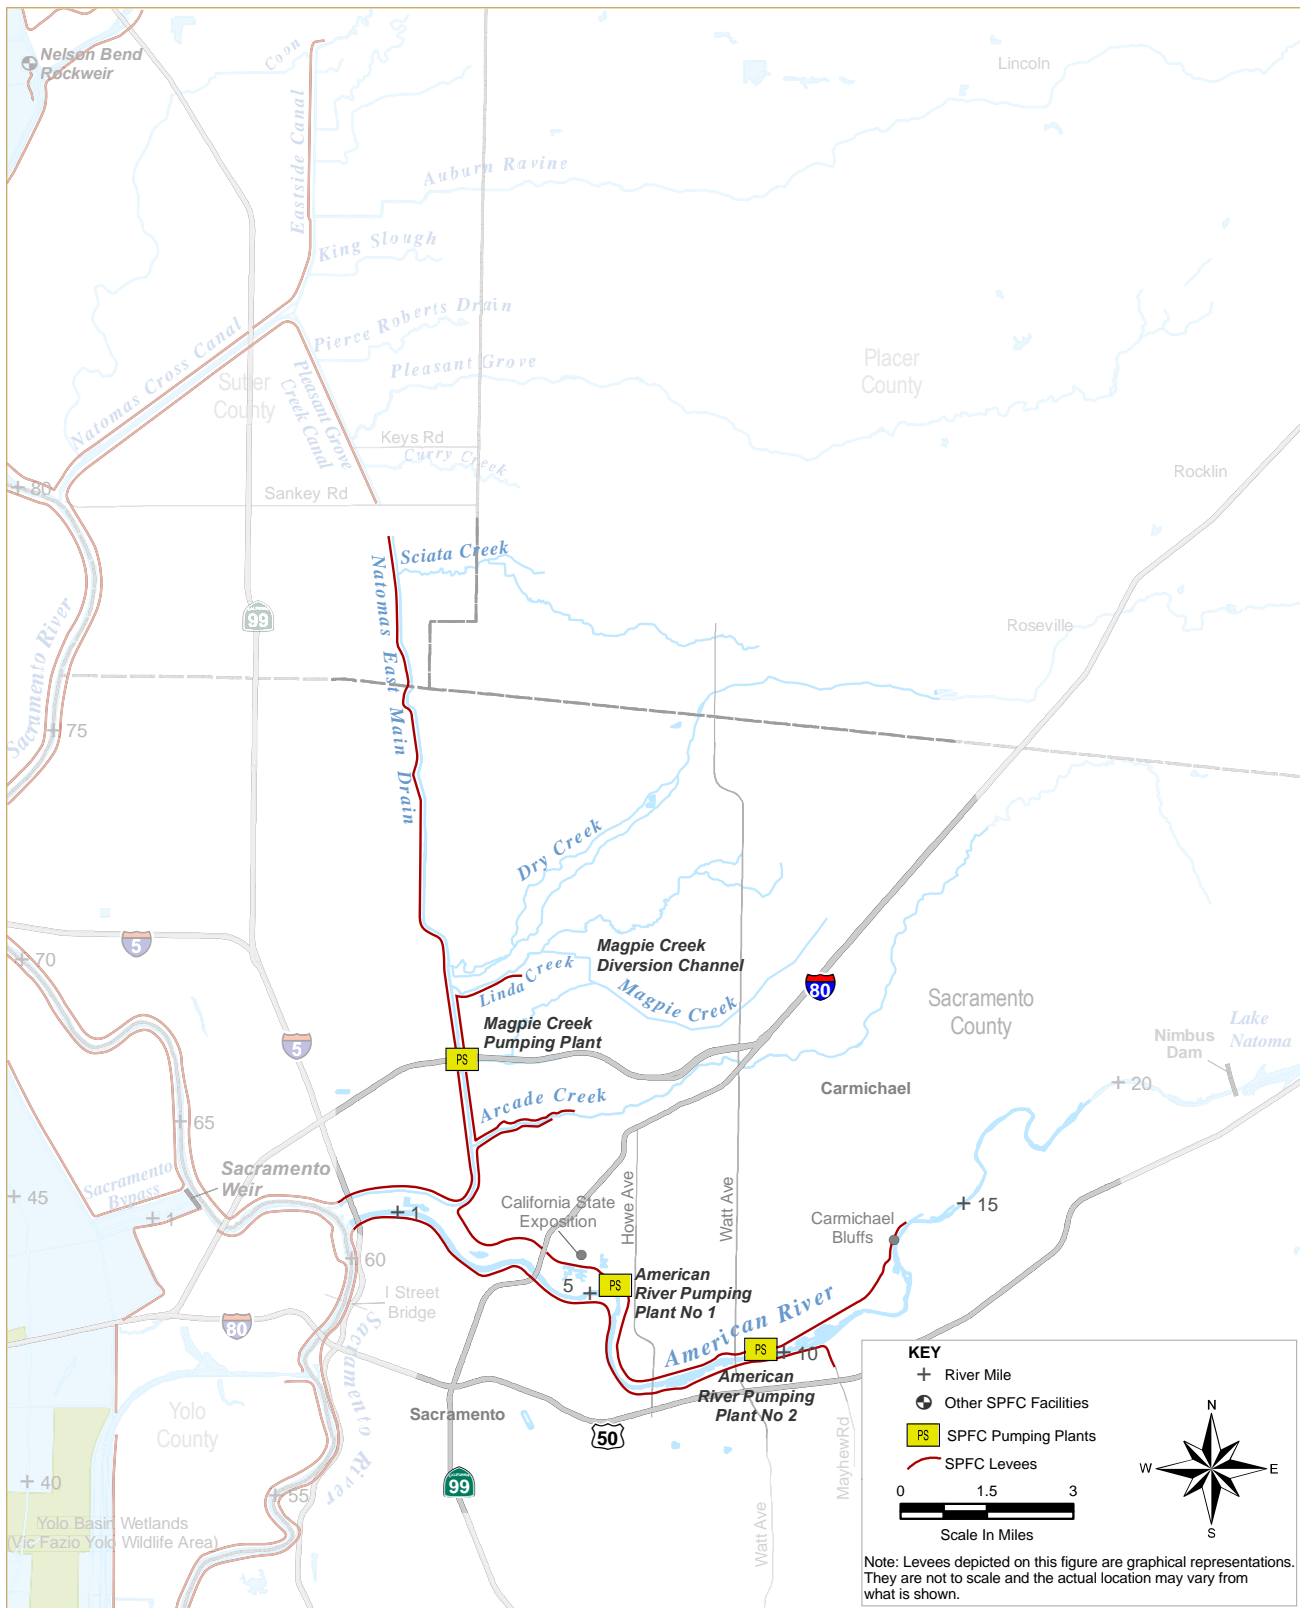 Nelson Bend
Rockweir
Coon
Lincoln
Eastside Canal
Auburn Ravine
King Slough
Pierce Roberts Drain
Natomas Cross Canal
Pleasant Grove
Placer
County
Sutter
County
Pleasant Grove
Creek Canal
Keys Rd
Curry Creek
Rocklin
80
Sankey Rd
Sciata Creek
Natomas East Main Drain
99
Roseville
Sacramento River
75
Dry Creek
5
70
Magpie Creek
Diversion Channel
Linda Creek
Magpie Creek
80
Sacramento
County
Magpie Creek
Pumping Plant
5
PS
Lake
Natoma
Nimbus
Dam
20
Carmichael
Arcade Creek
65
Sacramento
Weir
Sacramento
Bypass
45
1
1
California State
Exposition
Howe Ave
Watt Ave
15
Carmichael
Bluffs
60
5
PS
American
River Pumping
Plant No 1
I Street
Bridge
80
Sacramento River
American River
PS
10
American
River Pumping
Plant No 2
Yolo
County
Sacramento
50
CALIFORNIA
99
40
55
Watt Ave
MayhewRd
Yolo Basin Wetlands
(Vic Fazio Yolo Wildlife Area)
KEY
River Mile
Other SPFC Facilities
PS SPFC Pumping Plants
SPFC Levees
0 1.5 3
Scale In Miles
N
W E
S
Note: Levees depicted on this figure are graphical representations.
They are not to scale and the actual location may vary from
what is shown.